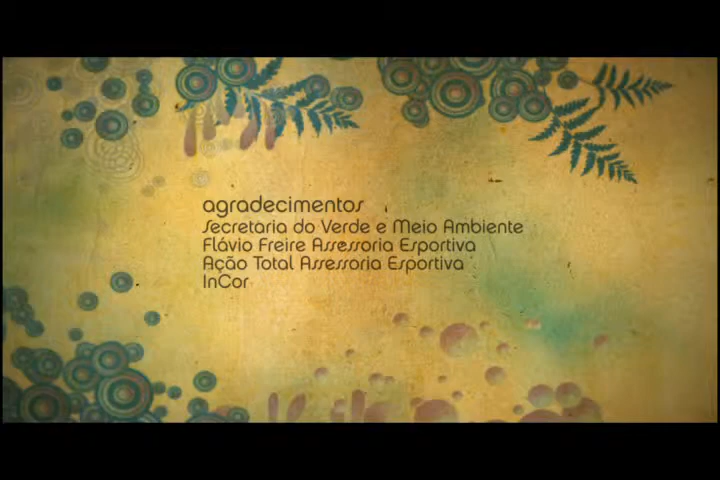 agradecimentos
Secretaria do Verde e Meio Ambiente
Flávio Freire Assessoria Esportiva
Ação Total Assessoria Esportiva
InCor